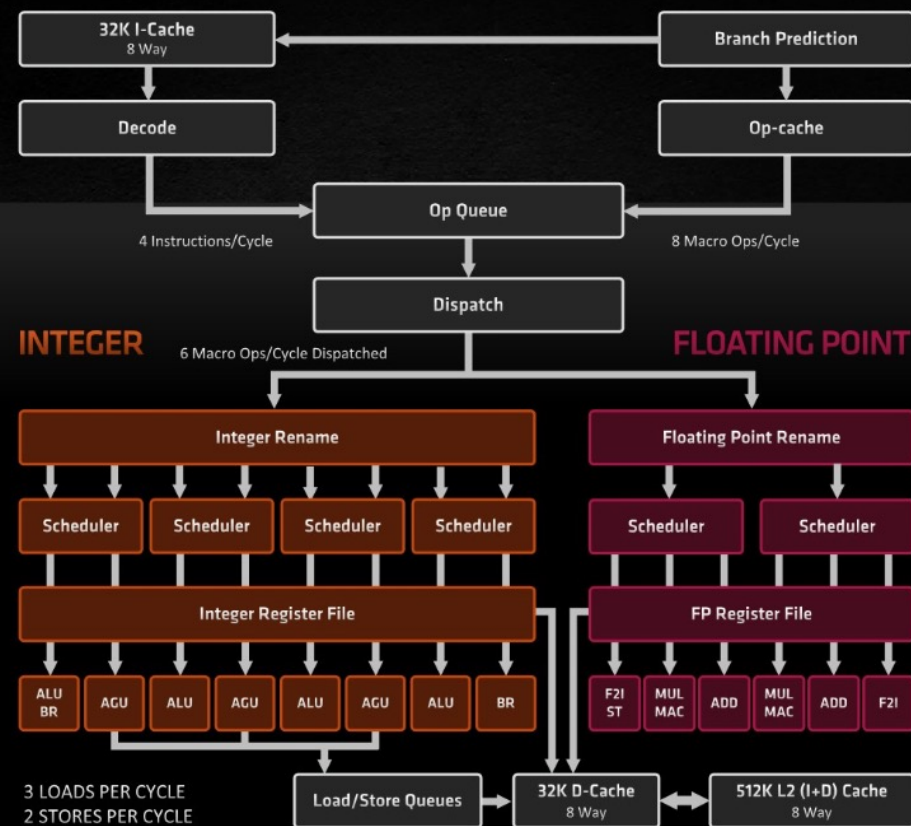 32K I-Cache
8 Way
Branch Prediction
Decode
Op-cache
Op Queue
4 Instructions/Cycle
8 Macro Ops/Cycle
Dispatch
INTEGER
FLOATING POINT
6 Macro Ops/Cycle Dispatched
Integer Rename
Floating Point Rename
Scheduler
Scheduler
Scheduler
Scheduler
Scheduler
Scheduler
Integer Register File
FP Register File
ALU
BR
AGU
ALU
AGU
ALU
AGU
ALU
BR
F2I
ST
MUL
MAC
ADD
MUL
MAC
ADD
F2I
3 LOADS PER CYCLE
2 STORES PER CYCLE
Load/Store Queues
32K D-Cache
8 Way
512K L2 (I+D) Cache
8 Way